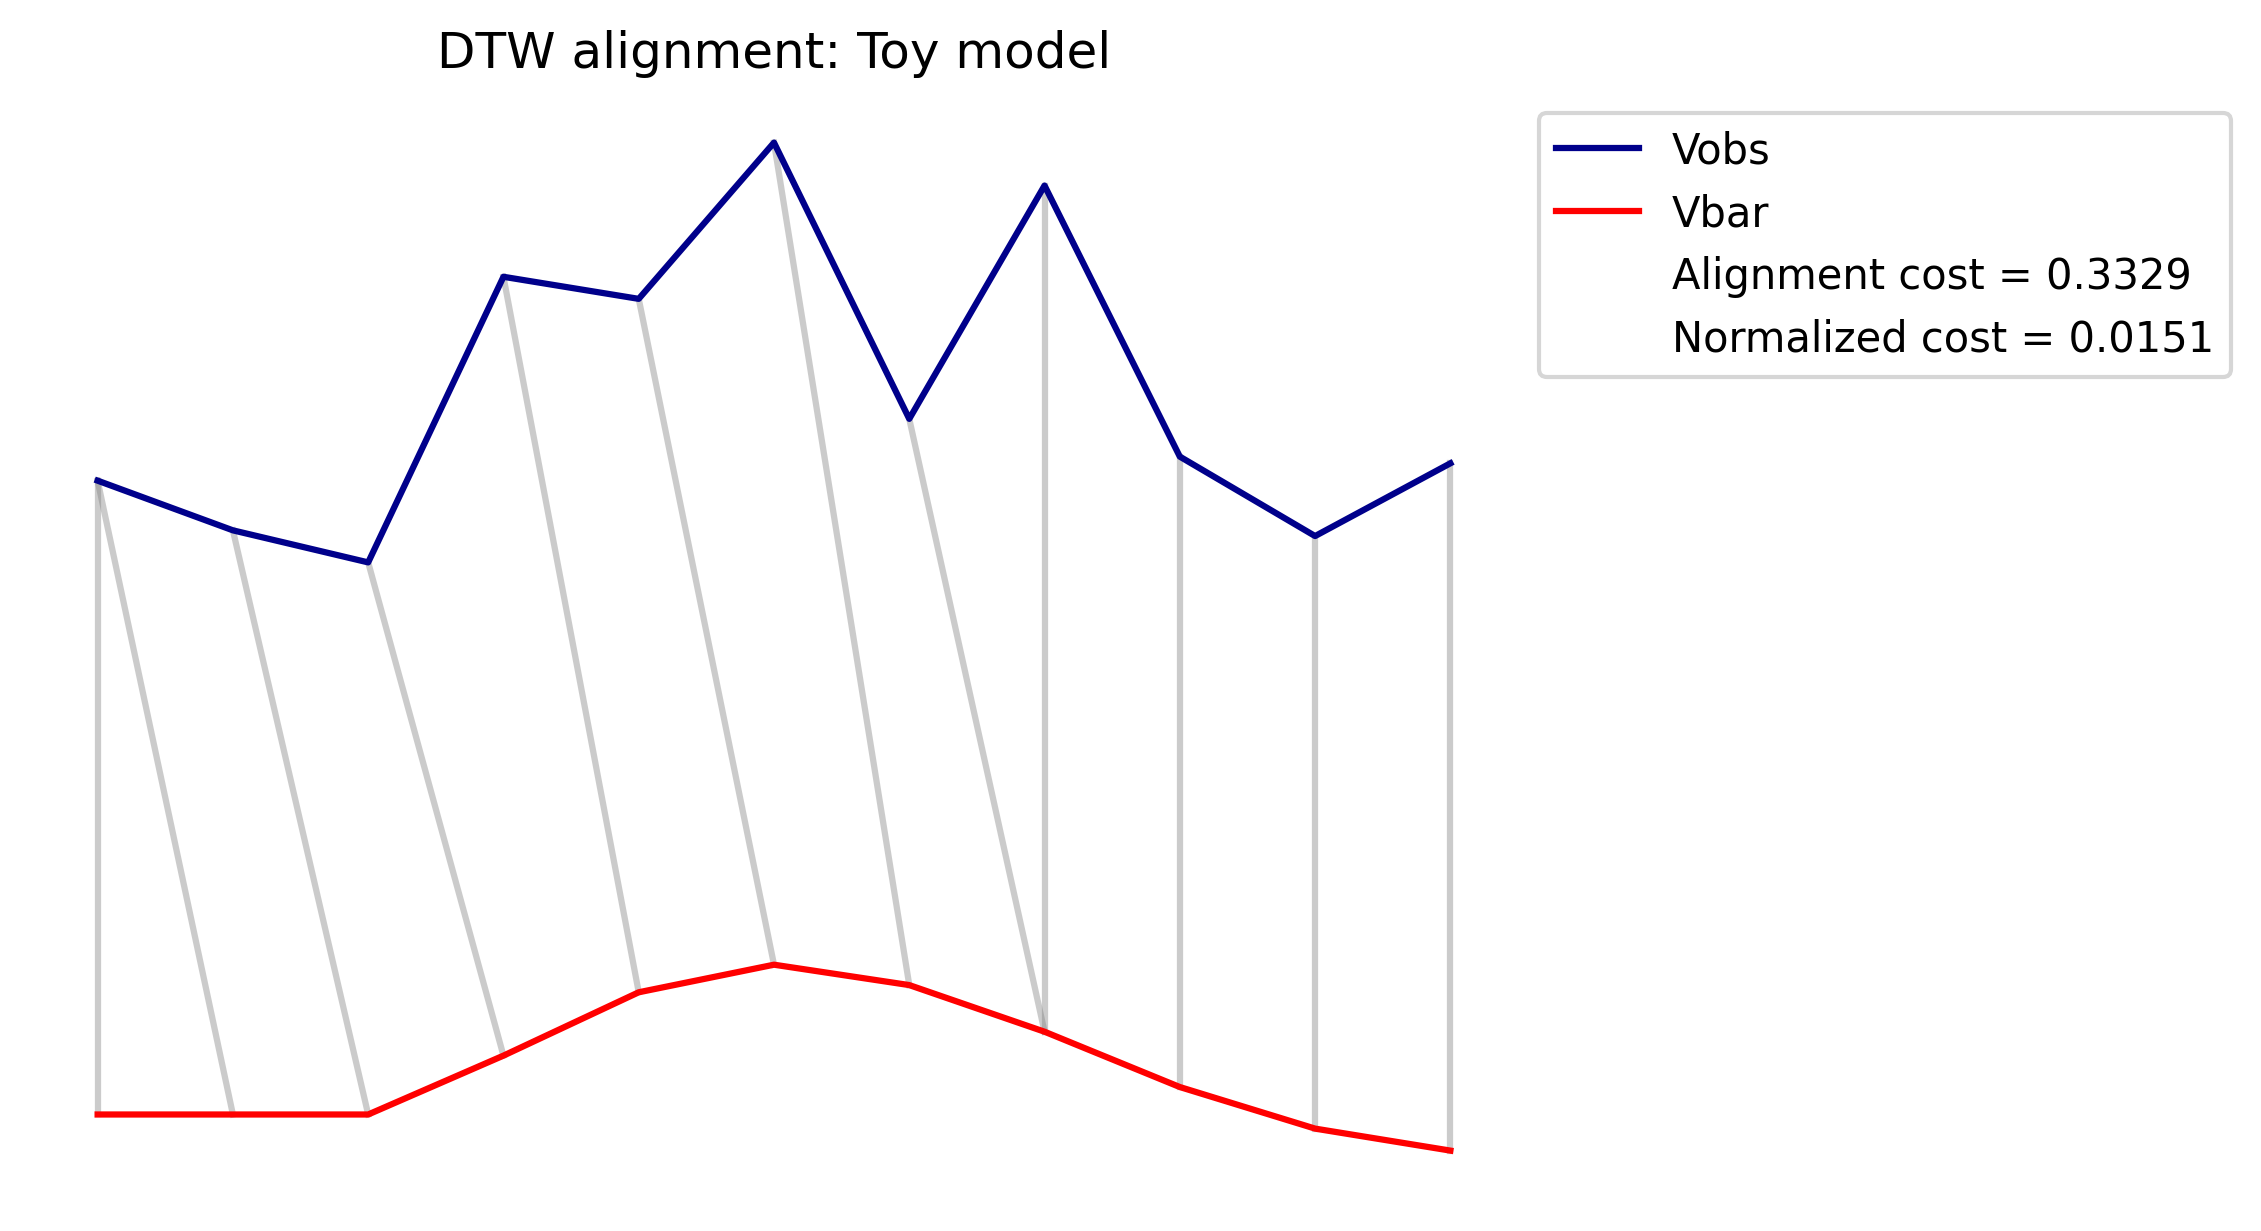 DTW alignment: Toy model
Vobs
Vbar
Alignment cost = 0.3329
Normalized cost = 0.0151